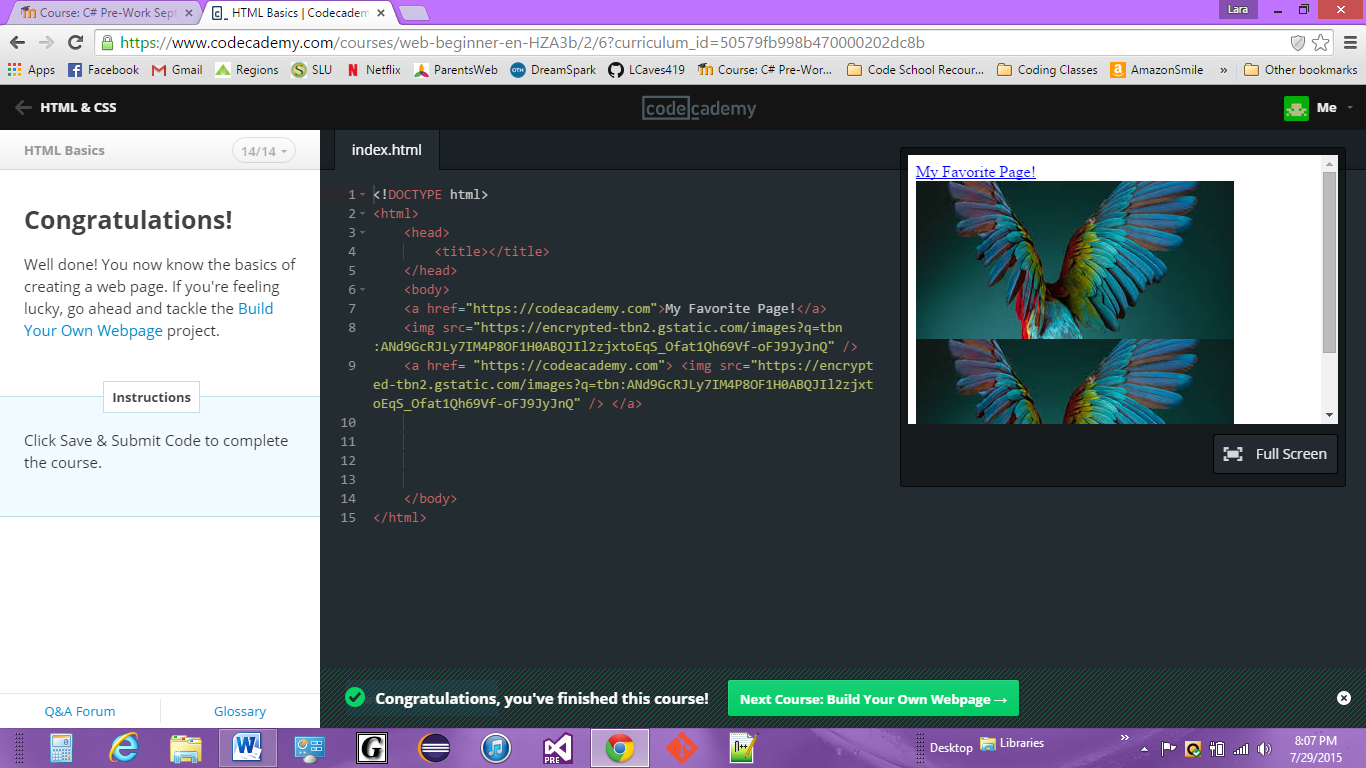 Course: C# Pre-Work Sept
HTML Basics | Codecadem
Lara
https://www.codecademy.com/courses/web-beginner-en-HZA3b/2/6?curriculum_id=50579fb998b470000202dc8b
Apps Facebook Gmail Regions SLU Netflix ParentsWeb DreamSpark LCaves419 Course: C# Pre-Wor... Code School Recour... Coding Classes AmazonSmile » Other bookmarks
HTML & CSS
codecademy
Me
HTML Basics
14/14
index.html
Congratulations!
Well done! You now know the basics of
creating a web page. If you're feeling
lucky, go ahead and tackle the Build
Your Own Webpage project.
Instructions
Click Save & Submit Code to complete
the course.
Q&A Forum
Glossary
1 <!DOCTYPE html>
2 <html>
3 <head>
4 <title></title>
5 </head>
6 <body>
7 <a href="https://codeacademy.com">My Favorite Page!</a>
8 <img src="https://encrypted-tbn2.gstatic.com/images?q=tbn
:ANd9GcRJLy7IM4P8OF1H0ABQJIl2zjxtoEqS_Ofat1Qh69Vf-oFJ9JyJnQ" />
9 <a href= "https://codeacademy.com"> <img src="https://encrypt
ed-tbn2.gstatic.com/images?q=tbn:ANd9GcRJLy7IM4P8OF1H0ABQJIl2zjxt
oEqS_Ofat1Qh69Vf-oFJ9JyJnQ" /> </a>
10
11
12
13
14 </body>
15 </html>
My Favorite Page!
Full Screen
Congratulations, you've finished this course!
Next Course: Build Your Own Webpage →
Desktop
Libraries
»
8:07 PM
7/29/2015